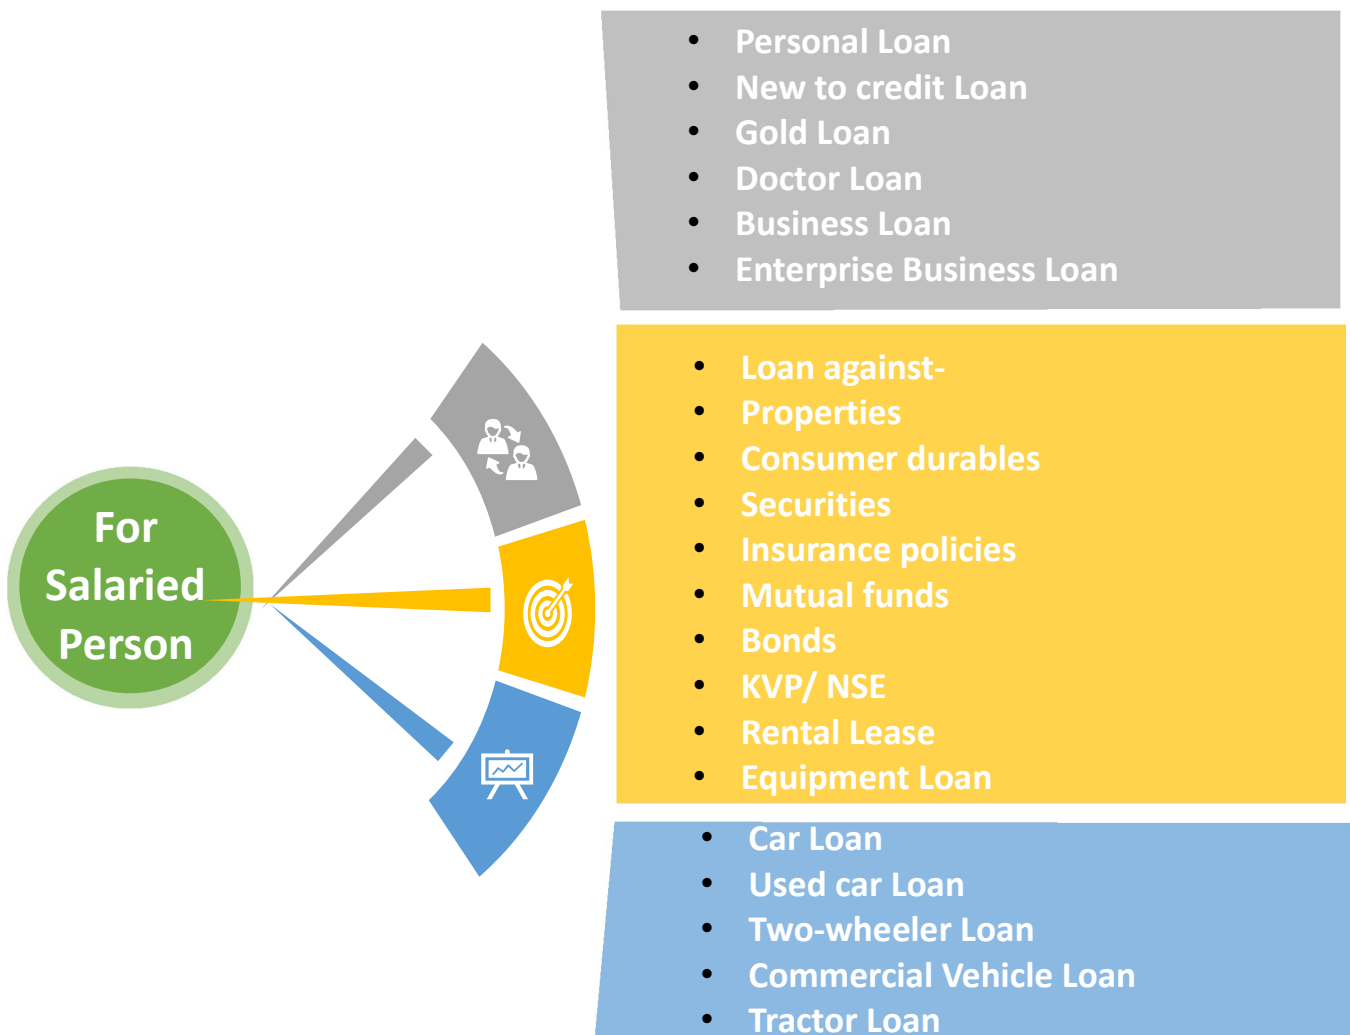 For
Salaried
Person
• Personal Loan
• New to credit Loan
• Gold Loan
• Doctor Loan
• Business Loan
• Enterprise Business Loan
• Loan against-
• Properties
• Consumer durables
• Securities
• Insurance policies
• Mutual funds
• Bonds
• KVP/ NSE
• Rental Lease
• Equipment Loan
• Car Loan
• Used car Loan
• Two-wheeler Loan
• Commercial Vehicle Loan
• Tractor Loan